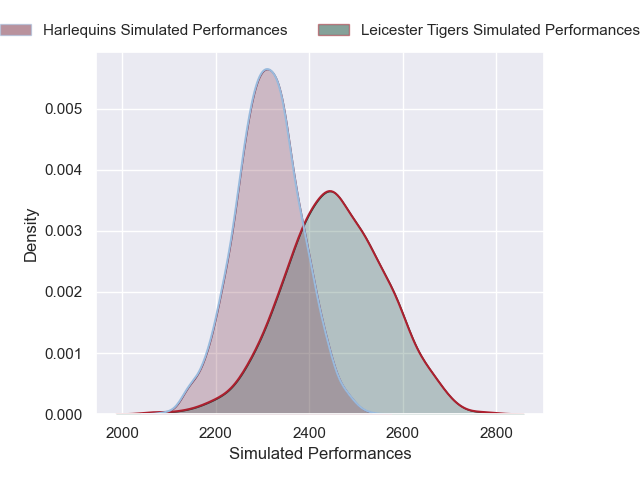 Harlequins Simulated Performances Leicester Tigers Simulated Performances
0.005
0.004
0.003
0.002
0.001
0.000
Density
2000 2200 2400 2600 2800
Simulated Performances